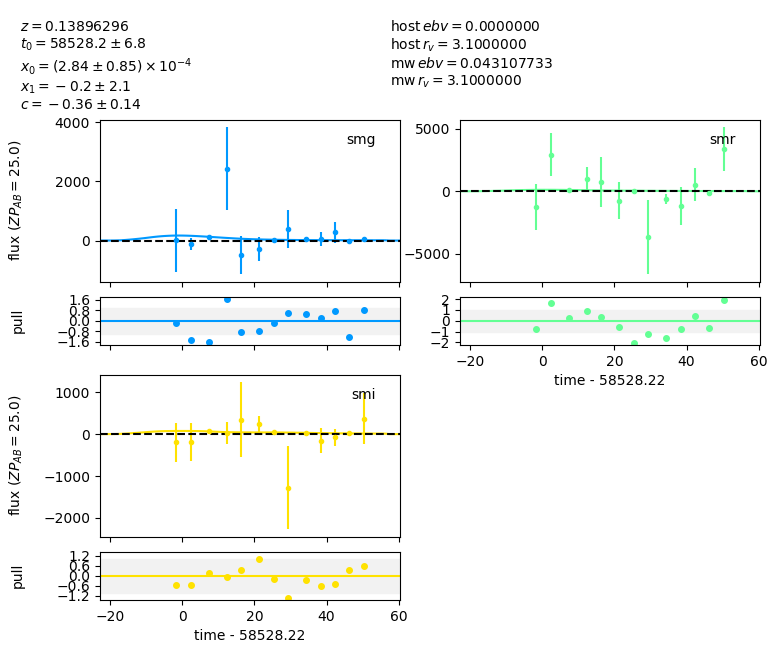 z = 0.13896296
t₀ = 58528.2 ± 6.8
x₀ = (2.84 ± 0.85) × 10⁻⁴
x₁ = −0.2 ± 2.1
c = −0.36 ± 0.14
host ebv = 0.0000000
host r_v = 3.1000000
mw ebv = 0.043107733
mw r_v = 3.1000000
flux (ZP_AB = 25.0)
4000
2000
0
smg
5000
0
−5000
smr
pull
1.6
0.8
0.0
−0.8
−1.6
2
1
0
−1
−2
−20 0 20 40 60
time - 58528.22
flux (ZP_AB = 25.0)
1000
0
−1000
−2000
smi
pull
1.2
0.6
0.0
−0.6
−1.2
−20 0 20 40 60
time - 58528.22